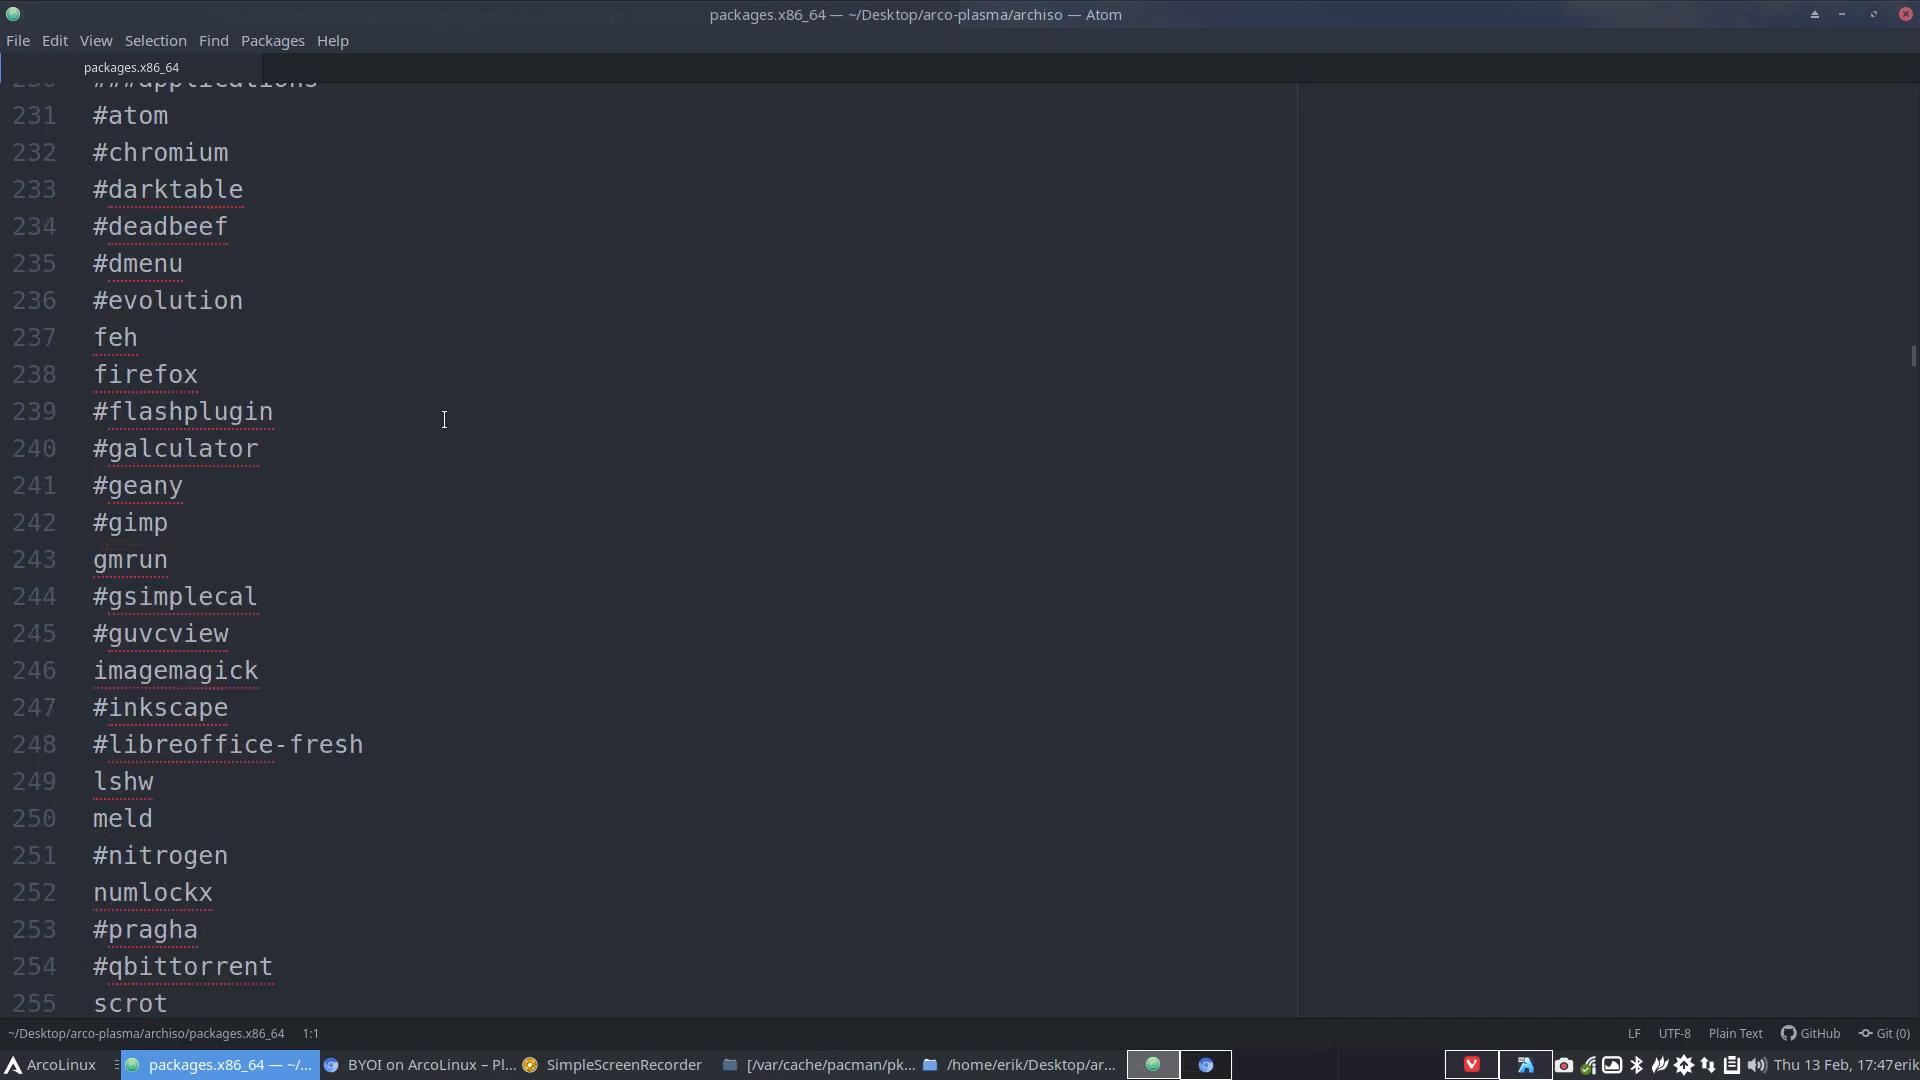 packages.x86_64 — ~/Desktop/arco-plasma/archiso — Atom
File Edit View Selection Find Packages Help
packages.x86_64
230 ###applications
231 #atom
232 #chromium
233 #darktable
234 #deadbeef
235 #dmenu
236 #evolution
237 feh
238 firefox
239 #flashplugin
240 #galculator
241 #geany
242 #gimp
243 gmrun
244 #gsimplecal
245 #guvcview
246 imagemagick
247 #inkscape
248 #libreoffice-fresh
249 lshw
250 meld
251 #nitrogen
252 numlockx
253 #pragha
254 #qbittorrent
255 scrot
~/Desktop/arco-plasma/archiso/packages.x86_64 1:1 LF UTF-8 Plain Text GitHub Git (0)
ArcoLinux packages.x86_64 — ~/... BYOI on ArcoLinux – Pl... SimpleScreenRecorder [/var/cache/pacman/pk... /home/erik/Desktop/ar... Thu 13 Feb, 17:47 erik